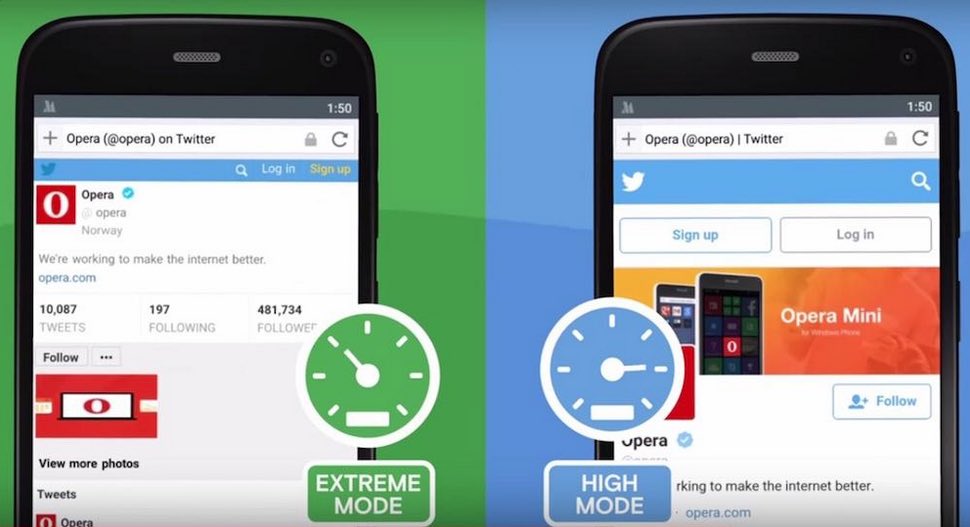 1:50
Opera (@opera) on Twitter
Log in Sign up
Opera
@ opera
Norway
We're working to make the internet better.
opera.com
10,087 197 481,734
TWEETS FOLLOWING
Follow •••
View more photos
Tweets
Opera
EXTREME
MODE
1:50
Opera (@opera) | Twitter
Sign up Log in
Opera Mini
for Windows Phone
Follow
Opera
@opera
rking to make the internet better.
opera.com
HIGH
MODE